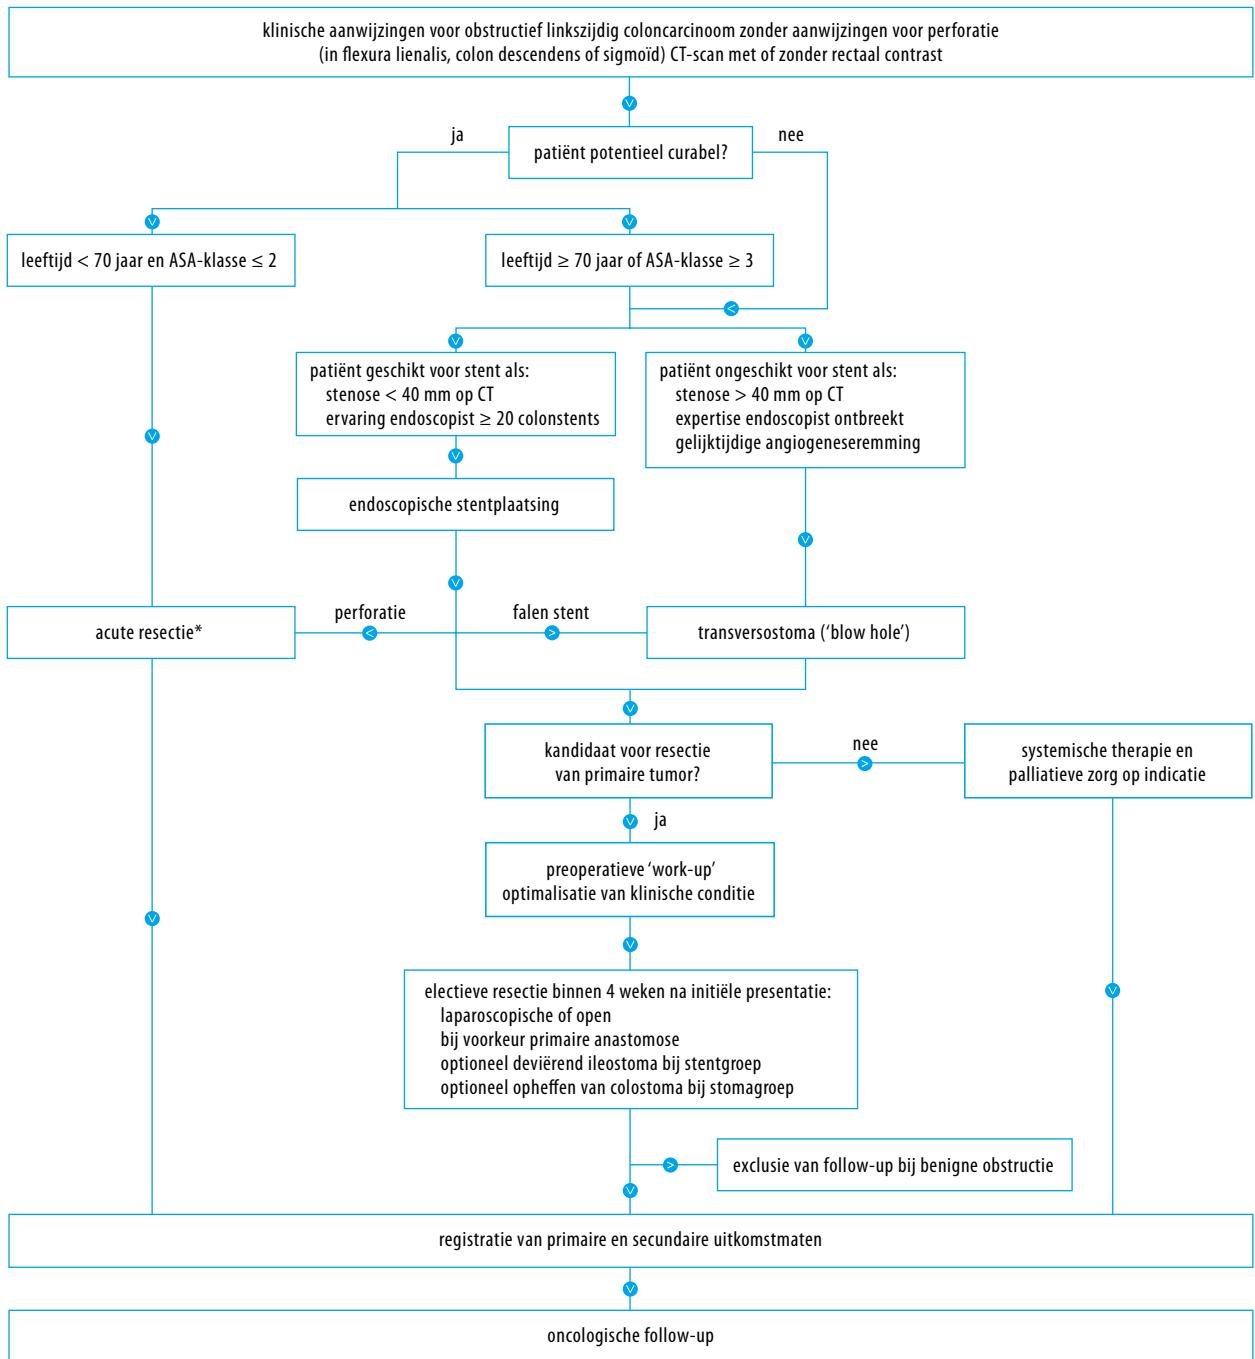 klinische aanwijzingen voor obstructief linkszijdig coloncarcinoom zonder aanwijzingen voor perforatie
(in flexura lienalis, colon descendens of sigmoïd) CT-scan met of zonder rectaal contrast
ja
patiënt potentieel curabel?
nee
leeftijd < 70 jaar en ASA-klasse ≤ 2
leeftijd ≥ 70 jaar of ASA-klasse ≥ 3
patiënt geschikt voor stent als:
stenose < 40 mm op CT
ervaring endoscopist ≥ 20 colonstents
patiënt ongeschikt voor stent als:
stenose > 40 mm op CT
expertise endoscopist ontbreekt
gelijktijdige angiogeneseremming
endoscopische stentplaatsing
acute resectie*
perforatie
falen stent
transversostoma (‘blow hole’)
kandidaat voor resectie
van primaire tumor?
nee
systemische therapie en
palliatieve zorg op indicatie
ja
preoperatieve ‘work-up’
optimalisatie van klinische conditie
electieve resectie binnen 4 weken na initiële presentatie:
laparoscopische of open
bij voorkeur primaire anastomose
optioneel deviërend ileostoma bij stentgroep
optioneel opheffen van colostoma bij stomagroep
exclusie van follow-up bij benigne obstructie
registratie van primaire en secundaire uitkomstmaten
oncologische follow-up